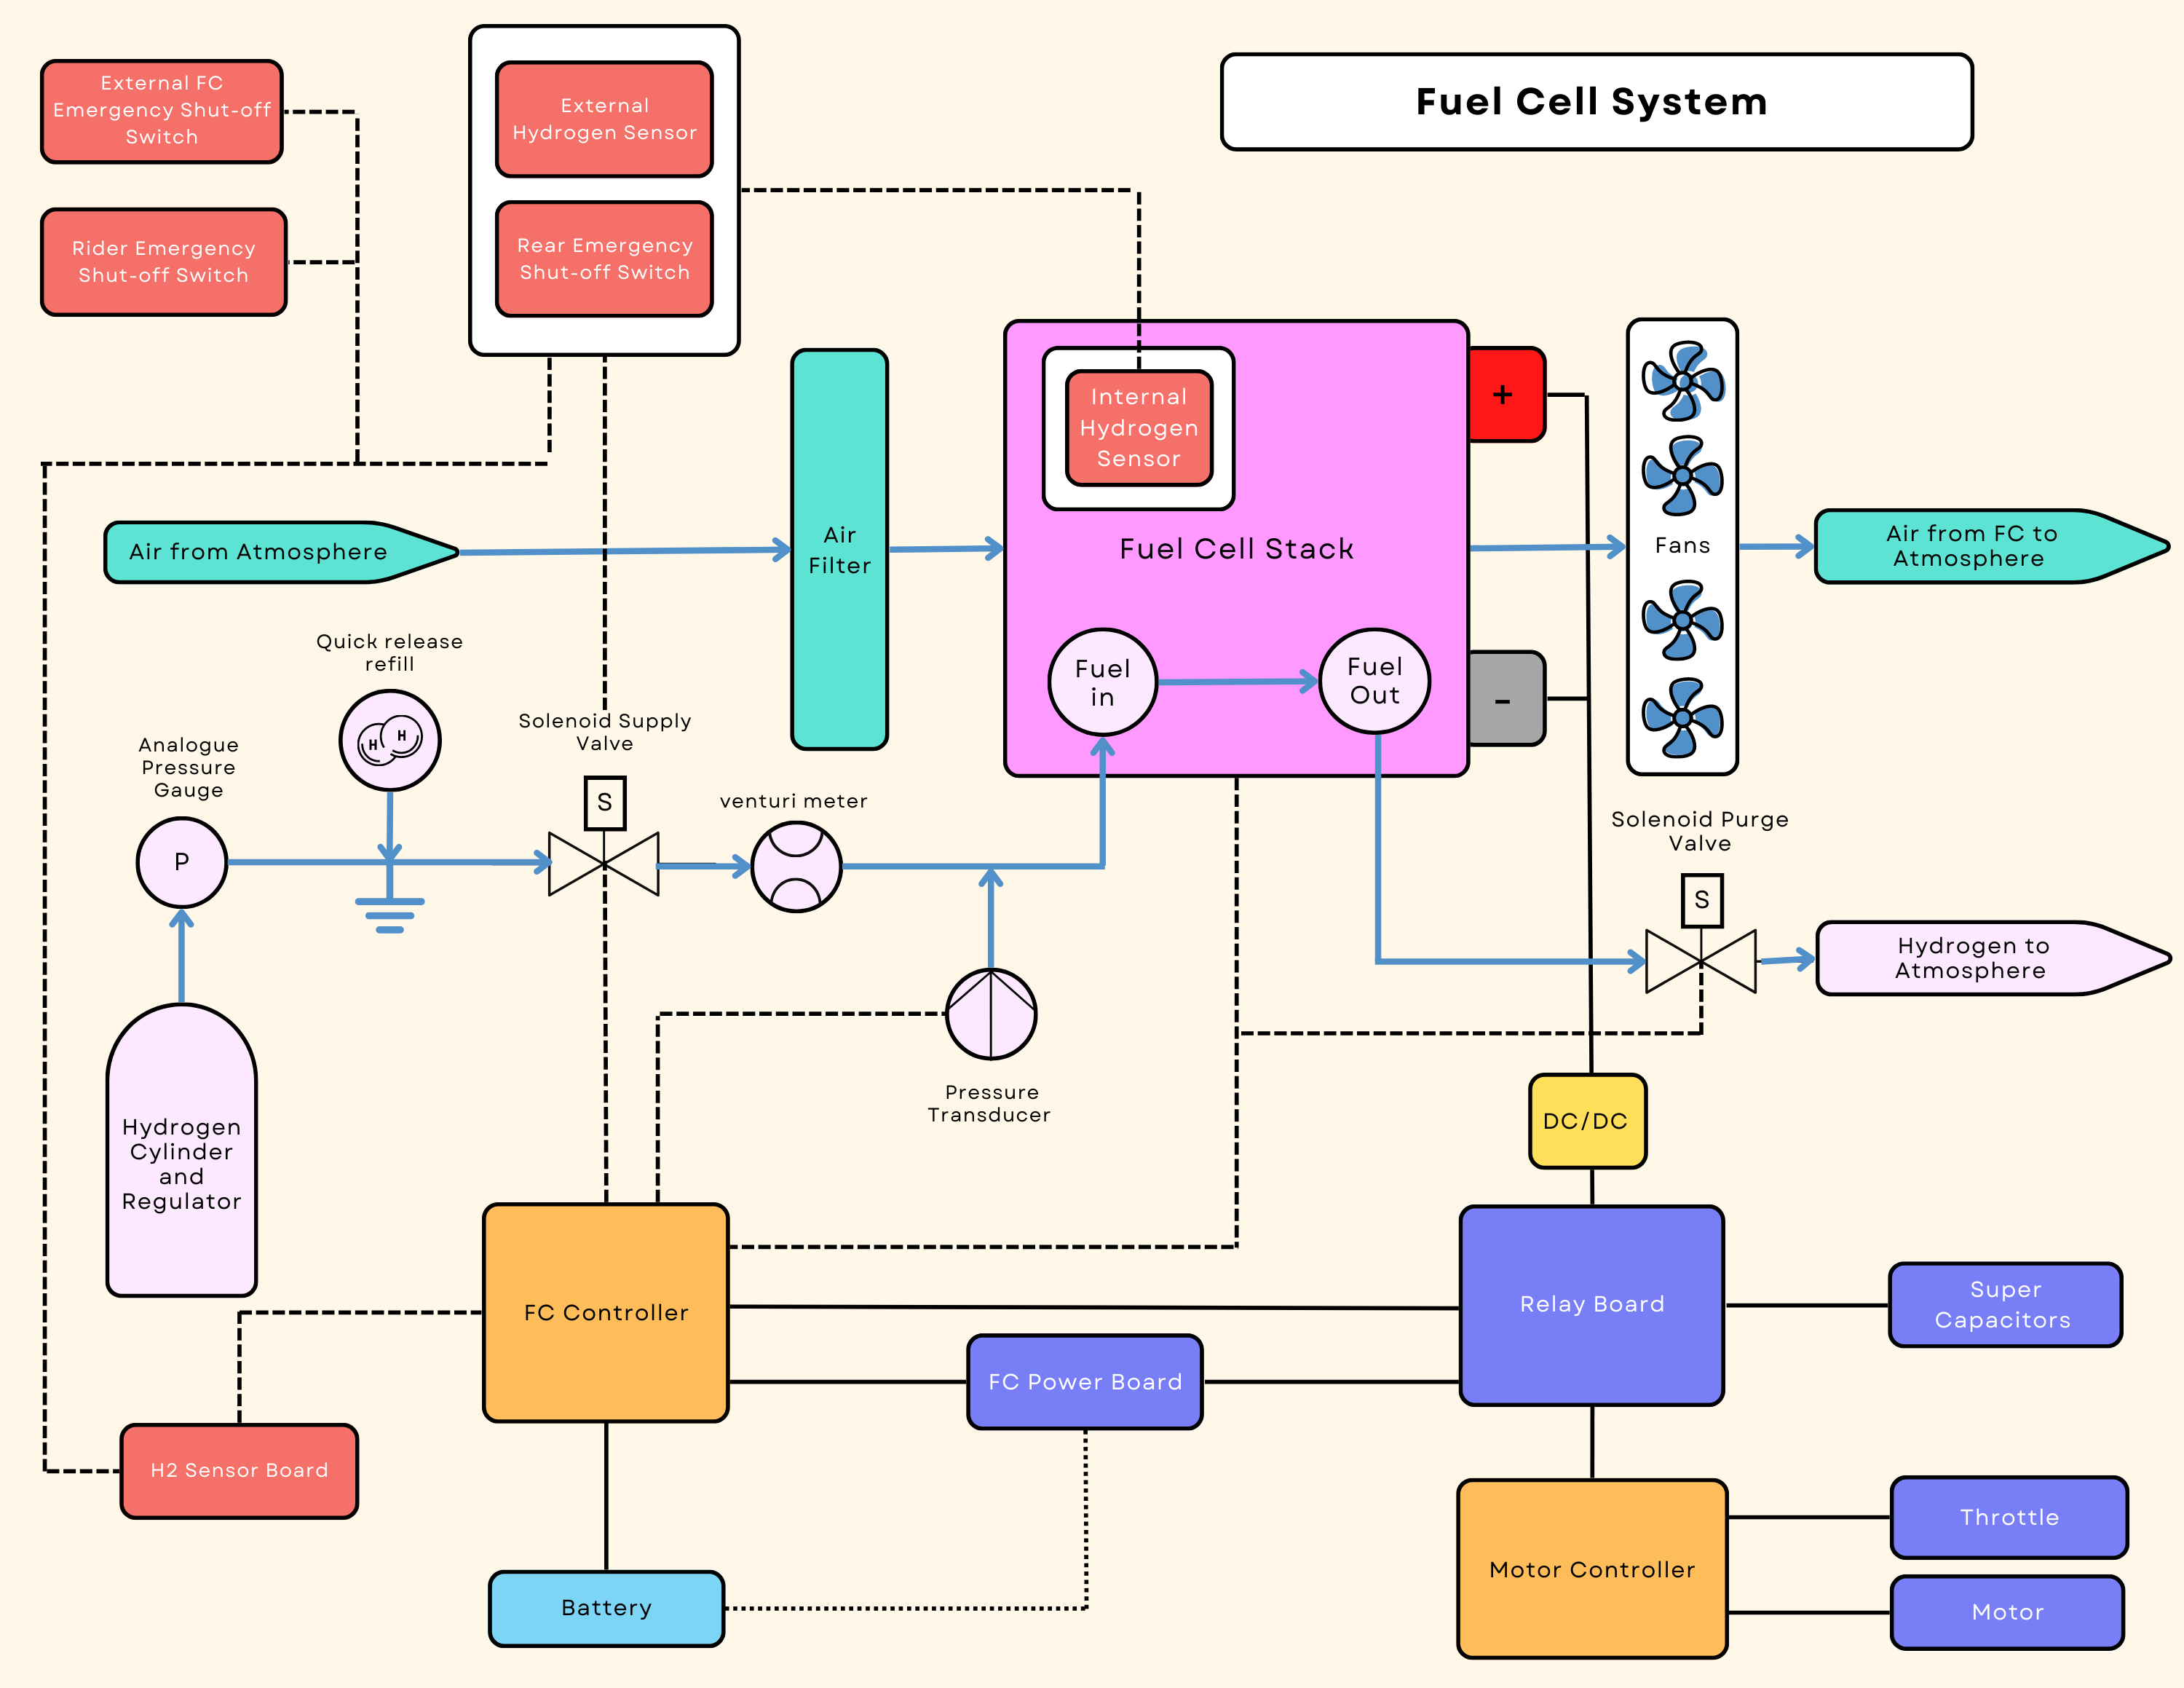 Fuel Cell System
External FC
Emergency Shut-off
Switch
External
Hydrogen Sensor
Rider Emergency
Shut-off Switch
Rear Emergency
Shut-off Switch
Internal
Hydrogen
Sensor
+
Air from Atmosphere
Air
Filter
Fuel Cell Stack
Fans
Air from FC to
Atmosphere
Quick release
refill
H
H
Fuel
in
Fuel
Out
-
Analogue
Pressure
Gauge
P
Solenoid Supply
Valve
S
venturi meter
Solenoid Purge
Valve
S
Hydrogen to
Atmosphere
Pressure
Transducer
Hydrogen
Cylinder
and
Regulator
DC/DC
FC Controller
Relay Board
Super
Capacitors
FC Power Board
H2 Sensor Board
Battery
Motor Controller
Throttle
Motor